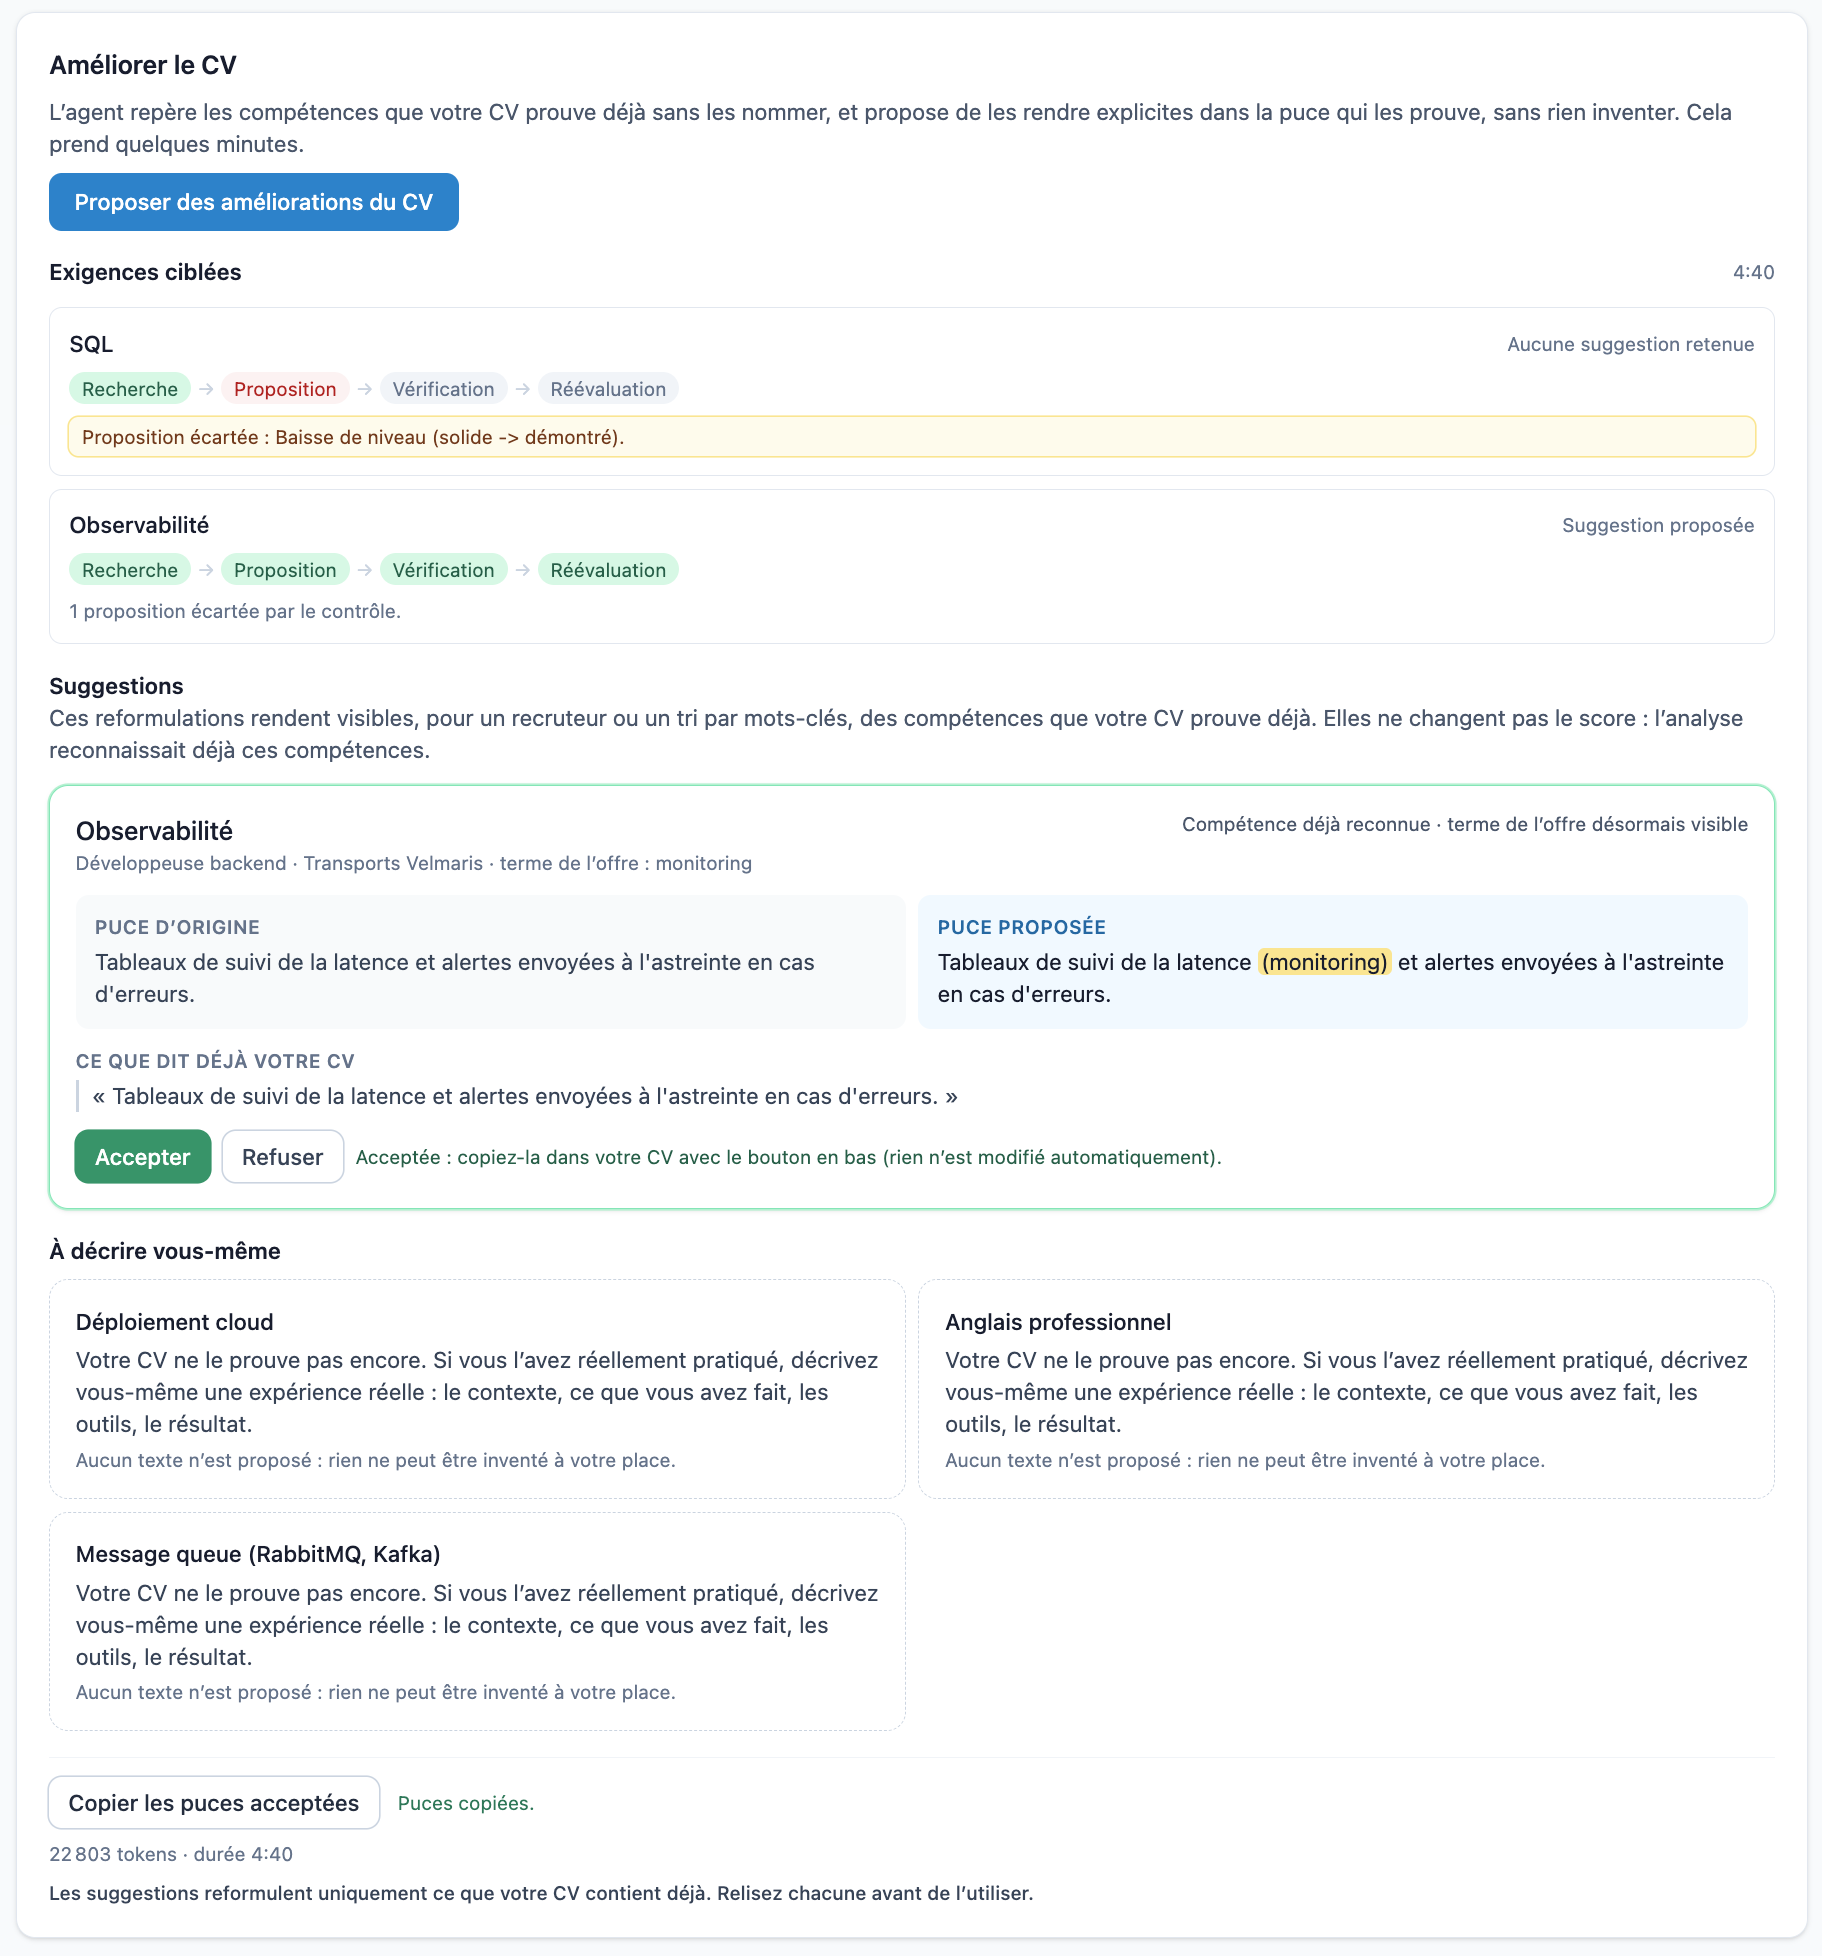 Améliorer le CV
L’agent repère les compétences que votre CV prouve déjà sans les nommer, et propose de les rendre explicites dans la puce qui les prouve, sans rien inventer. Cela
prend quelques minutes.
Proposer des améliorations du CV
Exigences ciblées
4:40
SQL
Aucune suggestion retenue
Recherche → Proposition → Vérification → Réévaluation
Proposition écartée : Baisse de niveau (solide -> démontré).
Observabilité
Suggestion proposée
Recherche → Proposition → Vérification → Réévaluation
1 proposition écartée par le contrôle.
Suggestions
Ces reformulations rendent visibles, pour un recruteur ou un tri par mots-clés, des compétences que votre CV prouve déjà. Elles ne changent pas le score : l’analyse
reconnaissait déjà ces compétences.
Observabilité
Compétence déjà reconnue · terme de l’offre désormais visible
Développeuse backend · Transports Velmaris · terme de l’offre : monitoring
PUCE D’ORIGINE
Tableaux de suivi de la latence et alertes envoyées à l'astreinte en cas
d'erreurs.
PUCE PROPOSÉE
Tableaux de suivi de la latence (monitoring) et alertes envoyées à l'astreinte
en cas d'erreurs.
CE QUE DIT DÉJÀ VOTRE CV
« Tableaux de suivi de la latence et alertes envoyées à l'astreinte en cas d'erreurs. »
Accepter
Refuser
Acceptée : copiez-la dans votre CV avec le bouton en bas (rien n’est modifié automatiquement).
À décrire vous-même
Déploiement cloud
Votre CV ne le prouve pas encore. Si vous l’avez réellement pratiqué, décrivez
vous-même une expérience réelle : le contexte, ce que vous avez fait, les
outils, le résultat.
Aucun texte n’est proposé : rien ne peut être inventé à votre place.
Anglais professionnel
Votre CV ne le prouve pas encore. Si vous l’avez réellement pratiqué, décrivez
vous-même une expérience réelle : le contexte, ce que vous avez fait, les
outils, le résultat.
Aucun texte n’est proposé : rien ne peut être inventé à votre place.
Message queue (RabbitMQ, Kafka)
Votre CV ne le prouve pas encore. Si vous l’avez réellement pratiqué, décrivez
vous-même une expérience réelle : le contexte, ce que vous avez fait, les
outils, le résultat.
Aucun texte n’est proposé : rien ne peut être inventé à votre place.
Copier les puces acceptées
Puces copiées.
22 803 tokens · durée 4:40
Les suggestions reformulent uniquement ce que votre CV contient déjà. Relisez chacune avant de l’utiliser.